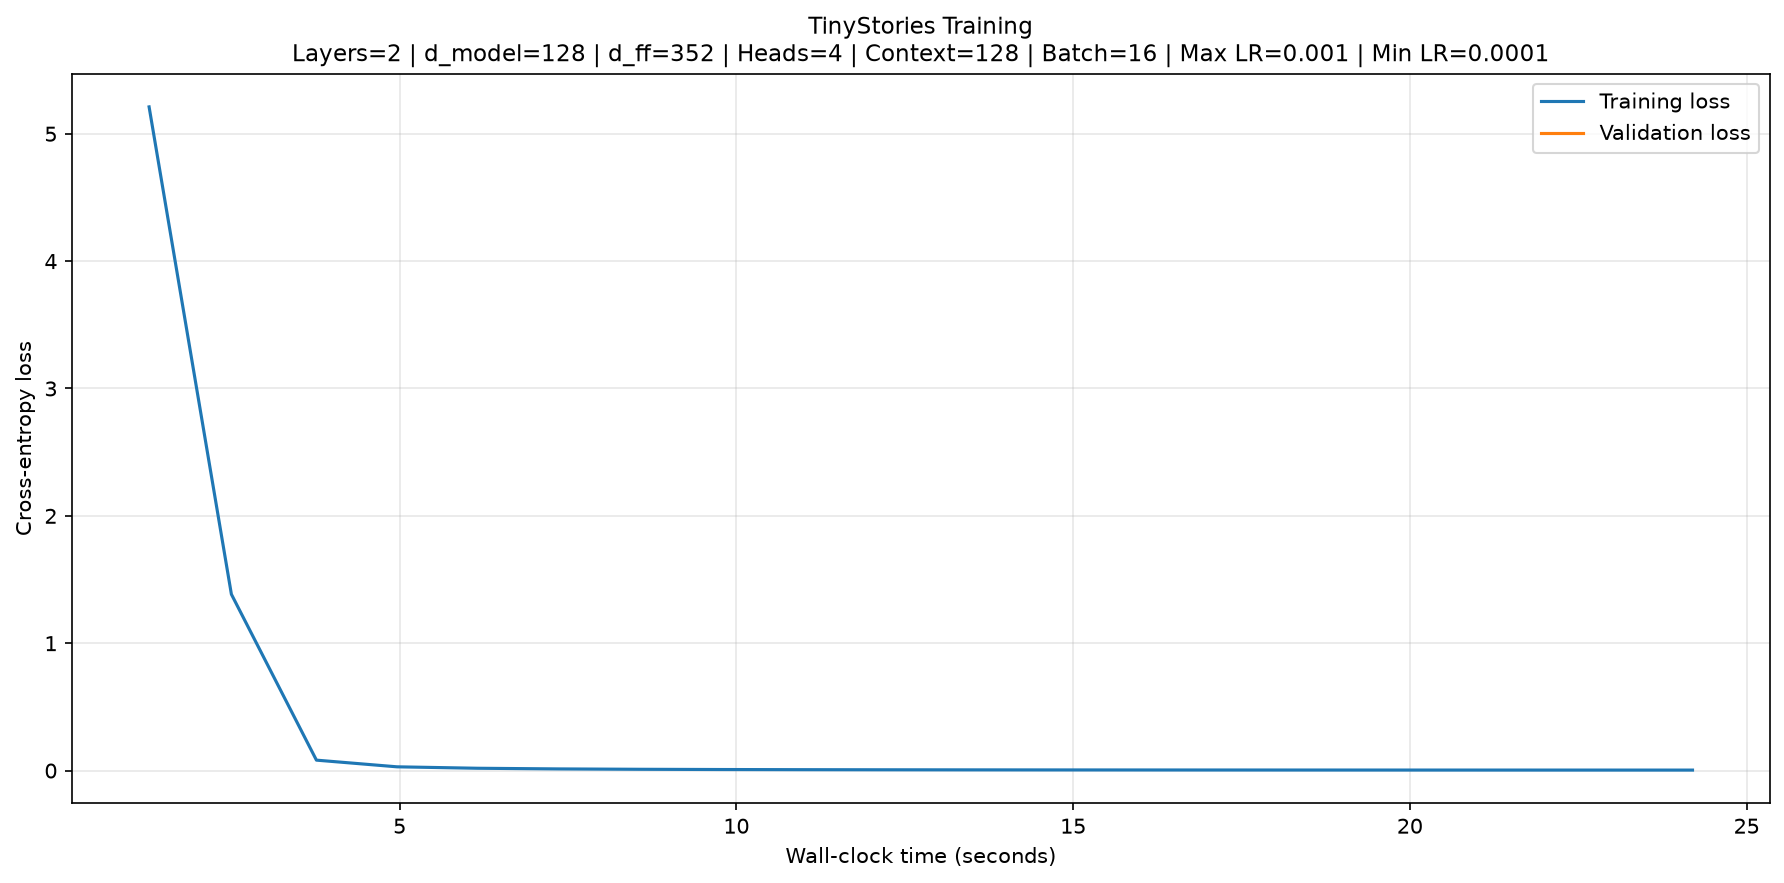 TinyStories Training
Layers=2 | d_model=128 | d_ff=352 | Heads=4 | Context=128 | Batch=16 | Max LR=0.001 | Min LR=0.0001
Training loss
Validation loss
Cross-entropy loss
5
4
3
2
1
0
5 10 15 20 25
Wall-clock time (seconds)